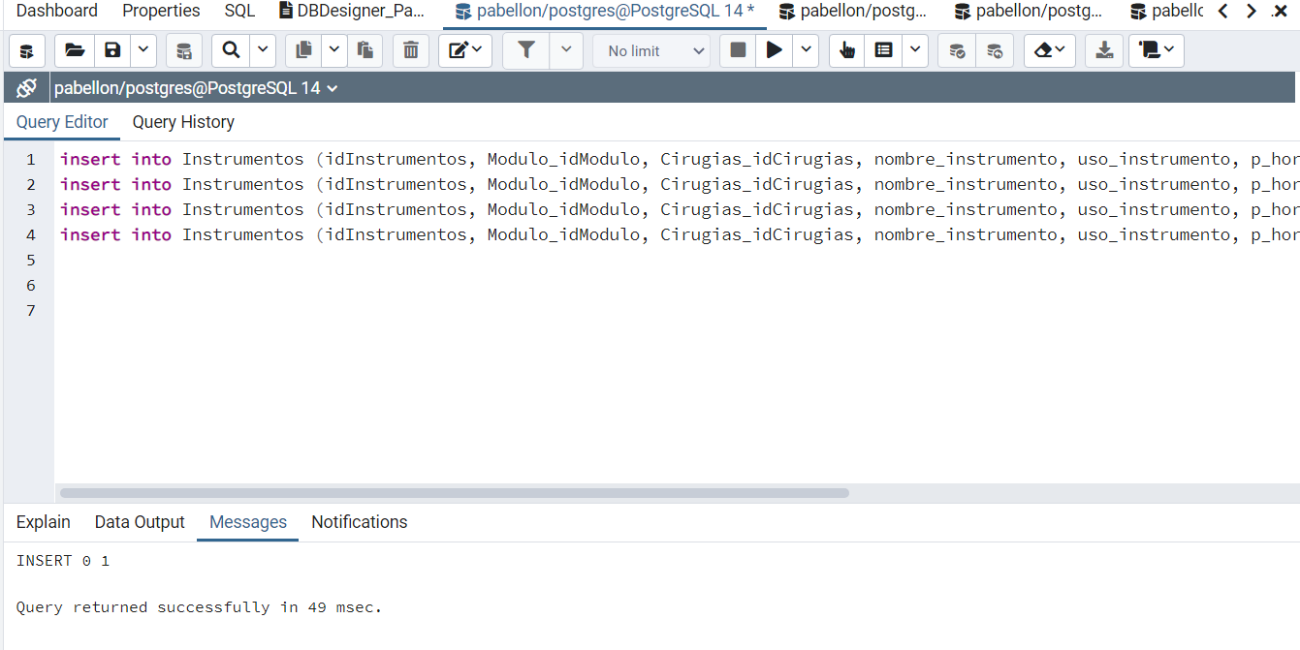 Dashboard Properties SQL DBDesigner_Pa... pabellon/postgres@PostgreSQL 14 * pabellon/postg... pabellon/postg... pabello
No limit
pabellon/postgres@PostgreSQL 14
Query Editor Query History
1 insert into Instrumentos (idInstrumentos, Modulo_idModulo, Cirugias_idCirugias, nombre_instrumento, uso_instrumento, p_hor
2 insert into Instrumentos (idInstrumentos, Modulo_idModulo, Cirugias_idCirugias, nombre_instrumento, uso_instrumento, p_hor
3 insert into Instrumentos (idInstrumentos, Modulo_idModulo, Cirugias_idCirugias, nombre_instrumento, uso_instrumento, p_hor
4 insert into Instrumentos (idInstrumentos, Modulo_idModulo, Cirugias_idCirugias, nombre_instrumento, uso_instrumento, p_hor
5
6
7
Explain Data Output Messages Notifications
INSERT 0 1
Query returned successfully in 49 msec.